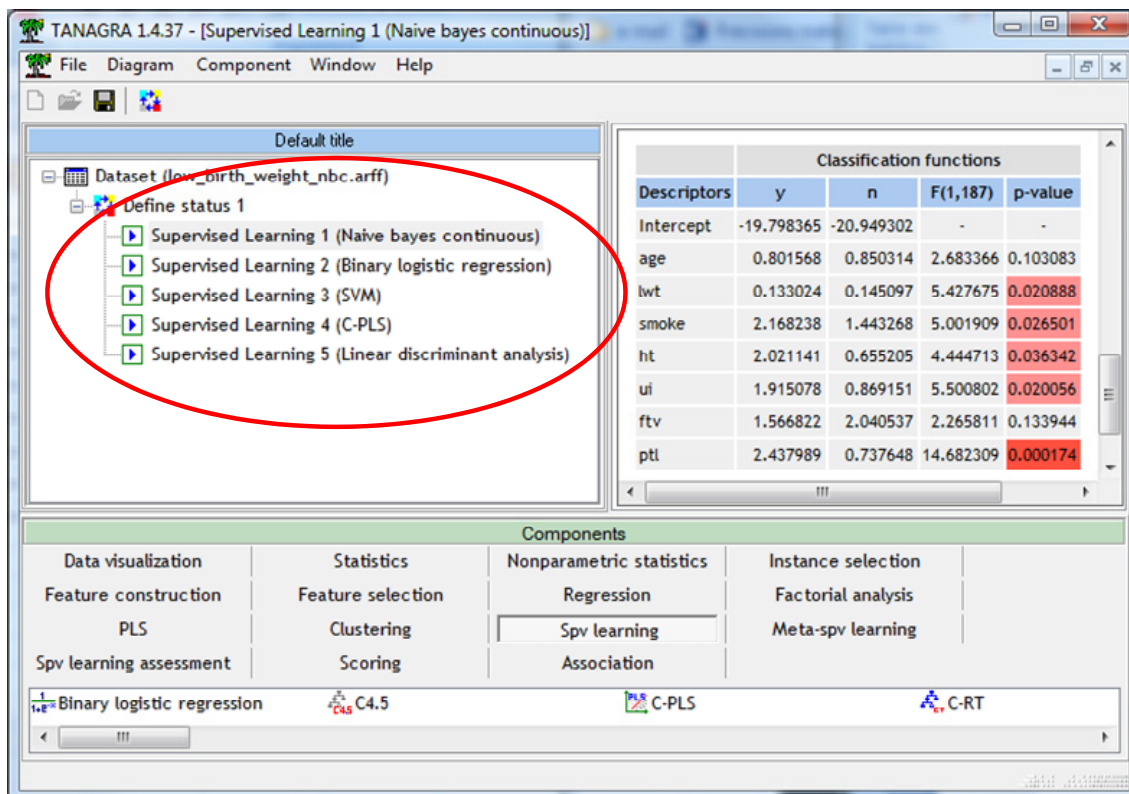 TANAGRA 1.4.37 - [Supervised Learning 1 (Naive bayes continuous)]
File Diagram Component Window Help
Default title
Dataset (low_birth_weight_nbc.arff)
Define status 1
Supervised Learning 1 (Naive bayes continuous)
Supervised Learning 2 (Binary logistic regression)
Supervised Learning 3 (SVM)
Supervised Learning 4 (C-PLS)
Supervised Learning 5 (Linear discriminant analysis)
Classification functions
Descriptors y n F(1,187) p-value
Intercept -19.798365 -20.949302 - -
age 0.801568 0.850314 2.683366 0.103083
lwt 0.133024 0.145097 5.427675 0.020888
smoke 2.168238 1.443268 5.001909 0.026501
ht 2.021141 0.655205 4.444713 0.036342
ui 1.915078 0.869151 5.500802 0.020056
ftv 1.566822 2.040537 2.265811 0.133944
ptl 2.437989 0.737648 14.682309 0.000174
Components
Data visualization Statistics Nonparametric statistics Instance selection
Feature construction Feature selection Regression Factorial analysis
PLS Clustering Spv learning Meta-spv learning
Spv learning assessment Scoring Association
Binary logistic regression C4.5 C-PLS C-RT